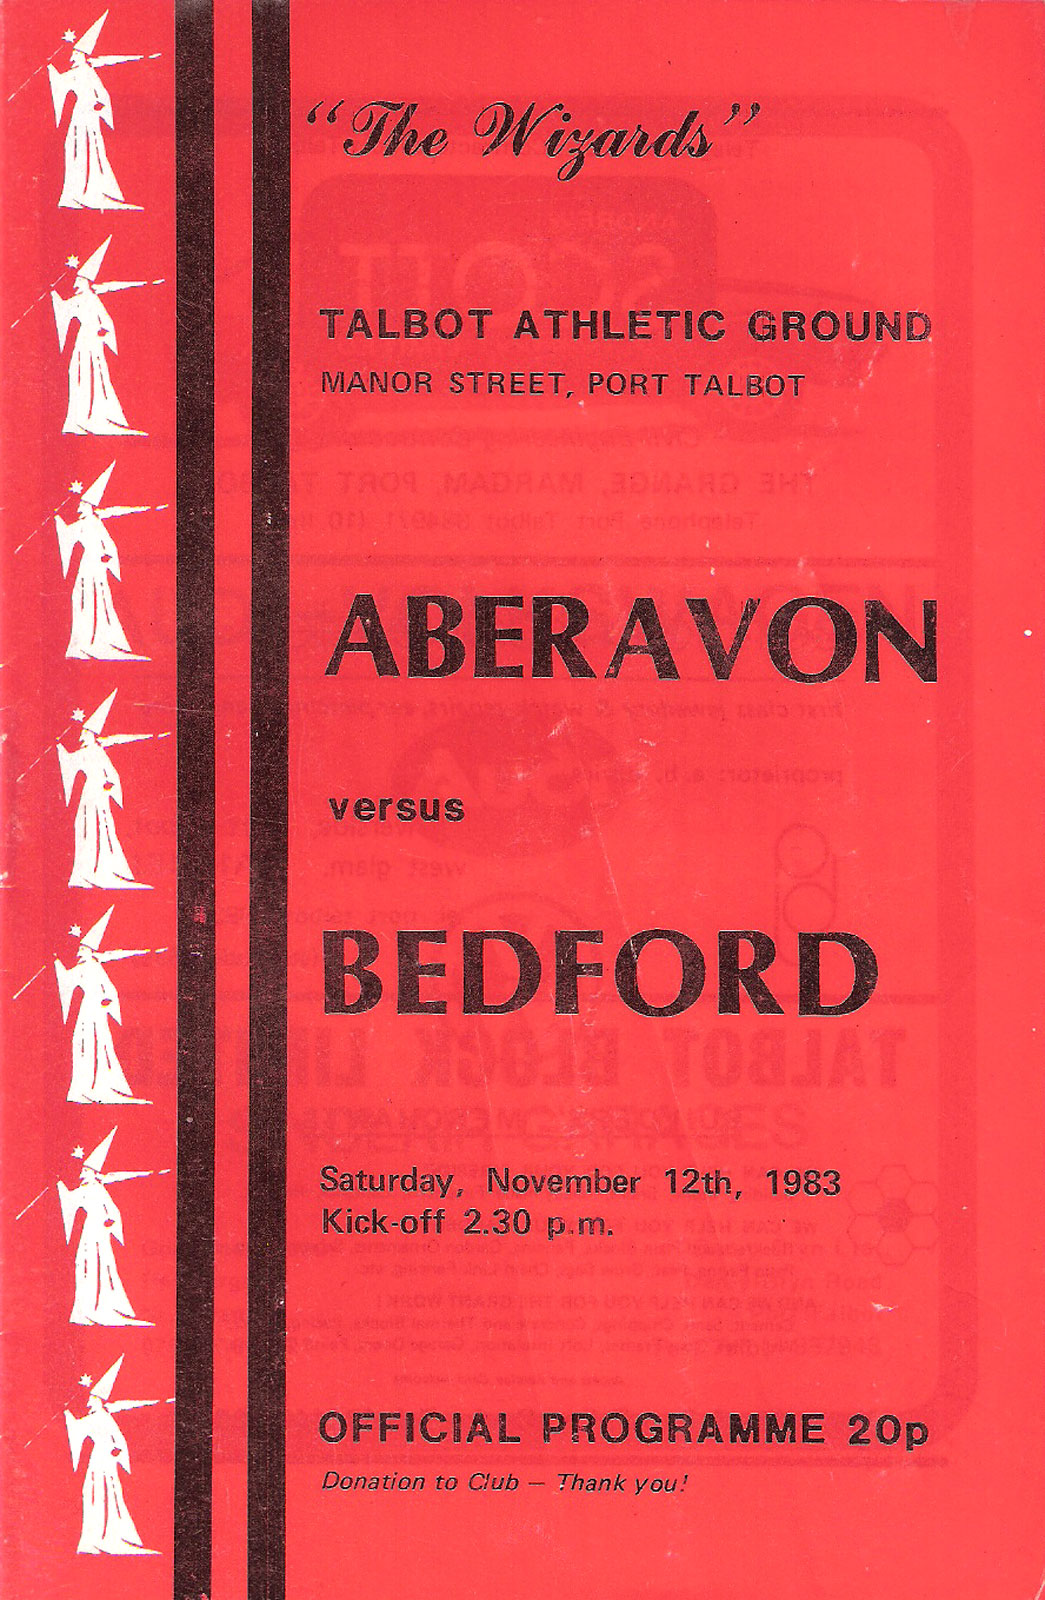 "The Wizards"
TALBOT ATHLETIC GROUND
MANOR STREET, PORT TALBOT
ABERAVON
versus
BEDFORD
Saturday, November 12th, 1983
Kick-off 2.30 p.m.
OFFICIAL PROGRAMME 20p
Donation to Club — Thank you!